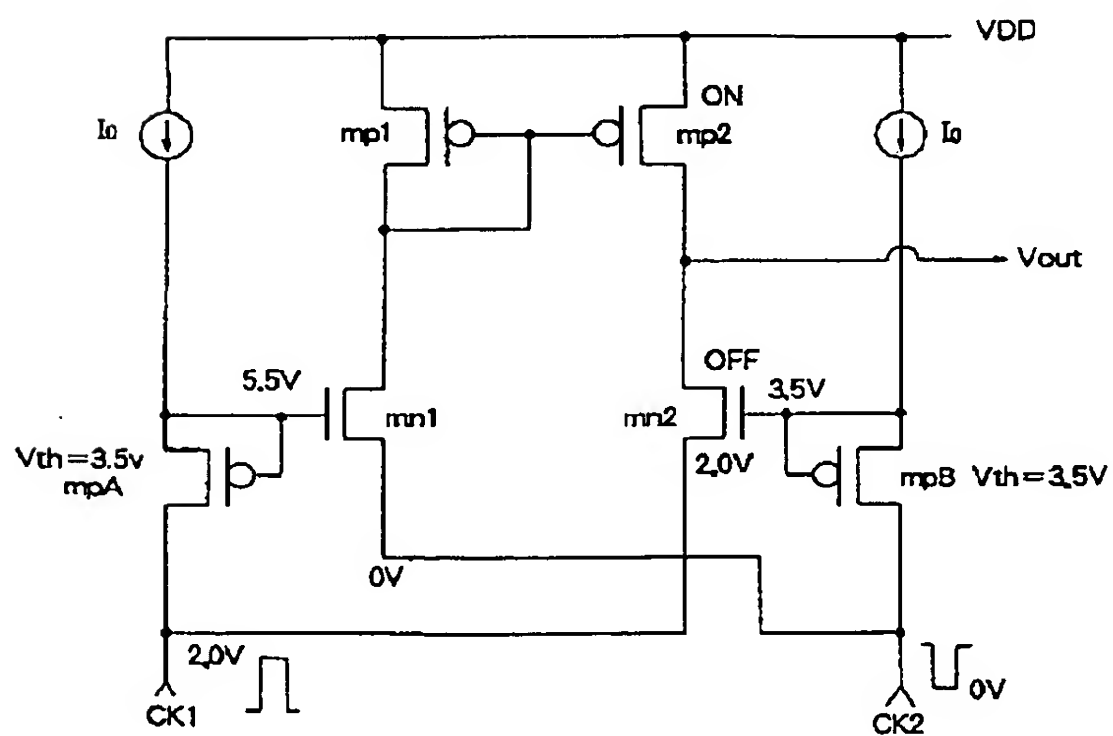 VDD
I0
mp1
ON
mp2
I0
Vout
5.5V
mn1
OFF
mn2
3.5V
2.0V
Vth=3.5v
mpA
mpB Vth=3.5V
0V
2.0V
CK1
0V
CK2